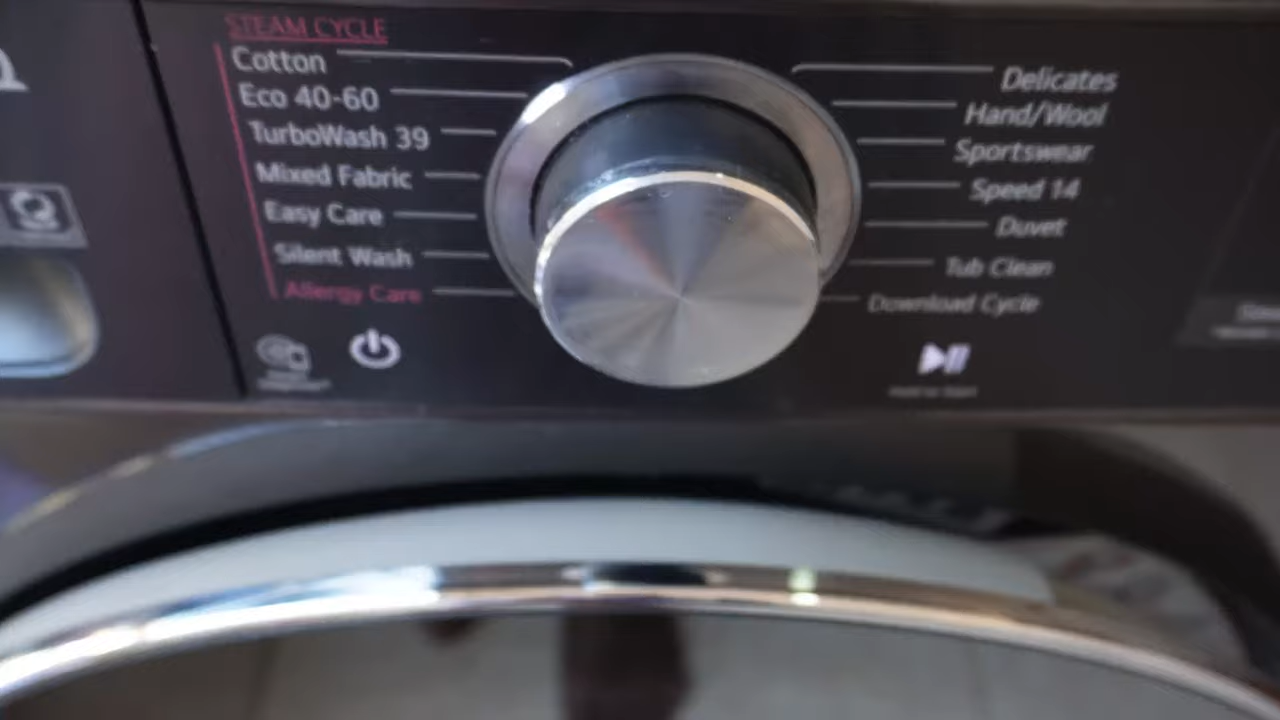 STEAM CYCLE
Cotton
Eco 40-60
TurboWash 39
Mixed Fabric
Easy Care
Silent Wash
Allergy Care
Delicates
Hand/Wool
Sportswear
Speed 14
Duvet
Tub Clean
Download Cycle